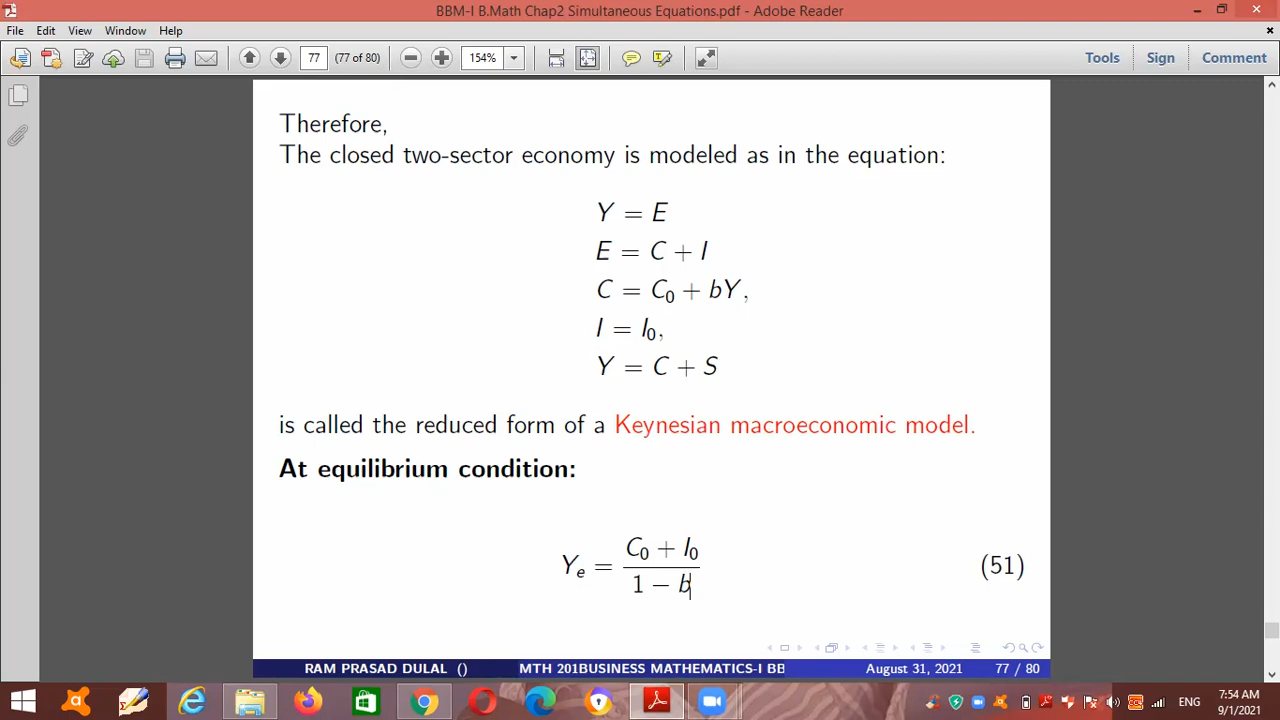 BBM-I B.Math Chap2 Simultaneous Equations.pdf - Adobe Reader
File Edit View Window Help
77 (77 of 80) 154% Tools Sign Comment
Therefore,
The closed two-sector economy is modeled as in the equation:
Y = E
E = C + I
C = C₀ + bY,
I = I₀,
Y = C + S
is called the reduced form of a Keynesian macroeconomic model.
At equilibrium condition:
Yₑ = (C₀ + I₀)/(1 − b) (51)
RAM PRASAD DULAL () MTH 201BUSINESS MATHEMATICS-I BB August 31, 2021 77 / 80
ENG 7:54 AM
9/1/2021